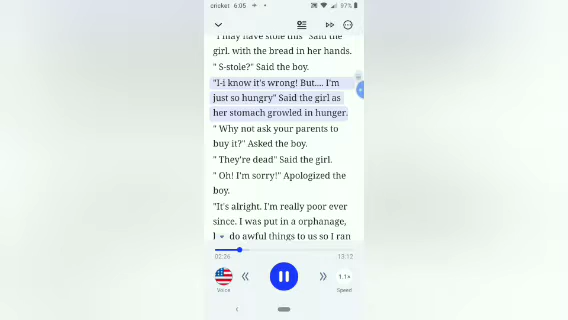 cricket 6:05
97%
"I may have stole this" Said the
girl. with the bread in her hands.
" S-stole?" Said the boy.
"I-i know it's wrong! But.... I'm
just so hungry" Said the girl as
her stomach growled in hunger.
" Why not ask your parents to
buy it?" Asked the boy.
" They're dead" Said the girl.
" Oh! I'm sorry!" Apologized the
boy.
"It's alright. I'm really poor ever
since. I was put in a orphanage,
do awful things to us so I ran
02:26
13:12
1.1×
Voice
Speed